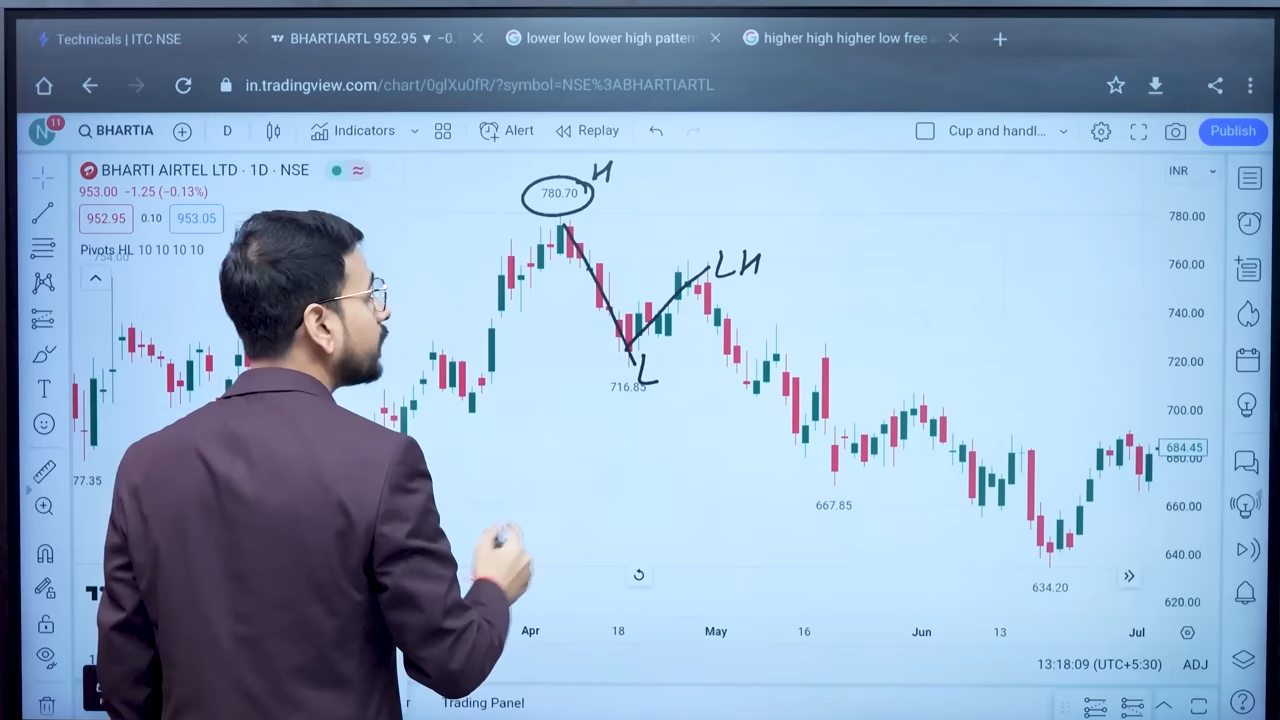 Technicals | ITC NSE
BHARTIARTL 952.95 ▼ −0.
lower low lower high patter
higher high higher low free
in.tradingview.com/chart/0glXu0fR/?symbol=NSE%3ABHARTIARTL
N 11 BHARTIA D Indicators Alert Replay Cup and handl... Publish
BHARTI AIRTEL LTD · 1D · NSE
953.00 −1.25 (−0.13%)
952.95 0.10 953.05
Pivots HL 10 10 10 10
754.00
H
780.70
LH
L
716.85
77.35
667.85
634.20
INR
780.00
760.00
740.00
720.00
700.00
684.45
680.00
660.00
640.00
620.00
Apr 18 May 16 Jun 13 Jul
13:18:09 (UTC+5:30) ADJ
Trading Panel